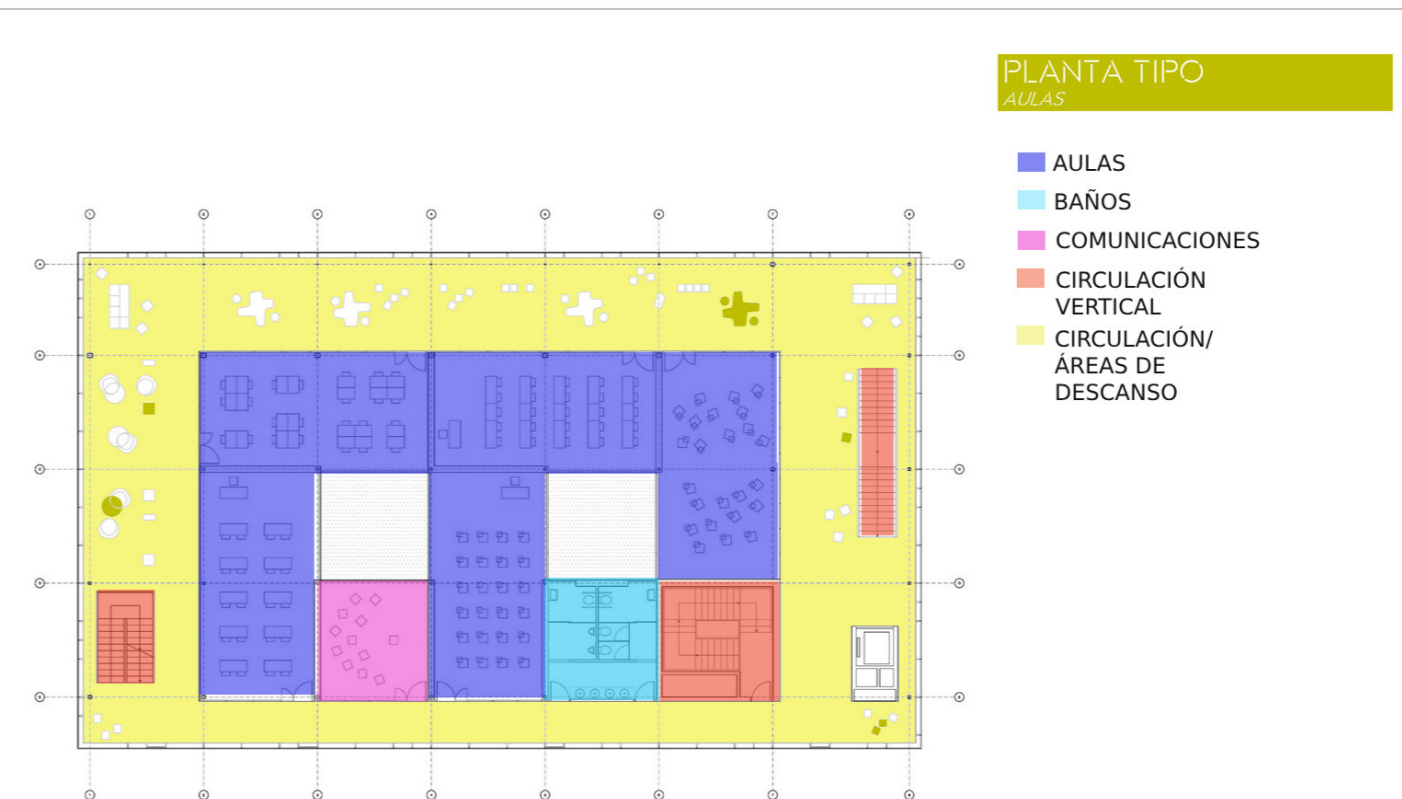 PLANTA TIPO
AULAS
AULAS
BAÑOS
COMUNICACIONES
CIRCULACIÓN
VERTICAL
CIRCULACIÓN/
ÁREAS DE
DESCANSO